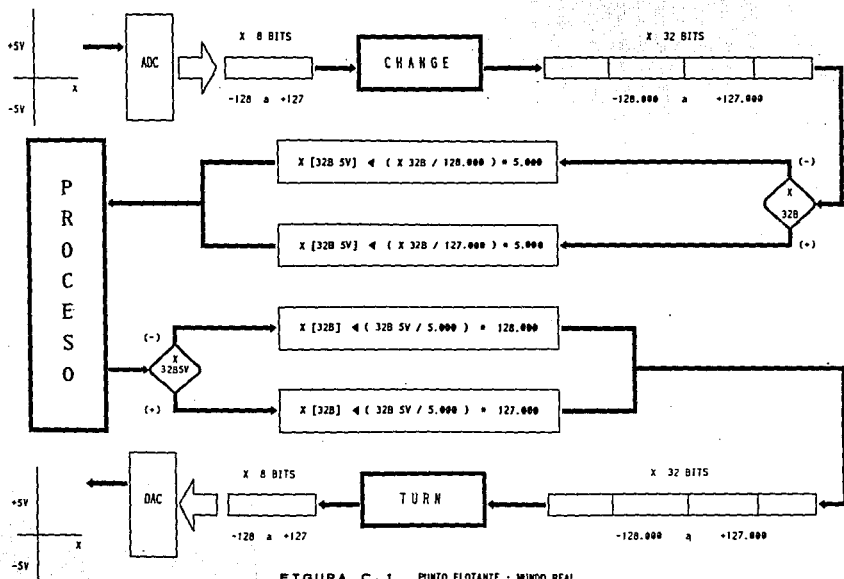 +5V
X
-5V
ADC
X 8 BITS
-128 a +127
CHANGE
X 32 BITS
-128.000 a +127.000
X [32B 5V] ◄ ( X 32B / 128.000 ) * 5.000
(-)
X
32B
X [32B 5V] ◄ ( X 32B / 127.000 ) * 5.000
(+)
PROCESO
(-)
X
32B5V
(+)
X [32B] ◄ ( 32B 5V / 5.000 ) * 128.000
X [32B] ◄ ( 32B 5V / 5.000 ) * 127.000
+5V
X
-5V
DAC
X 8 BITS
-128 a +127
TURN
X 32 BITS
-128.000 a +127.000
FIGURA C.1 PUNTO FLOTANTE - MUNDO REAL